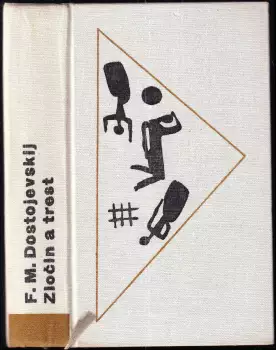 F. M. Dostojevskij
Zločin a trest